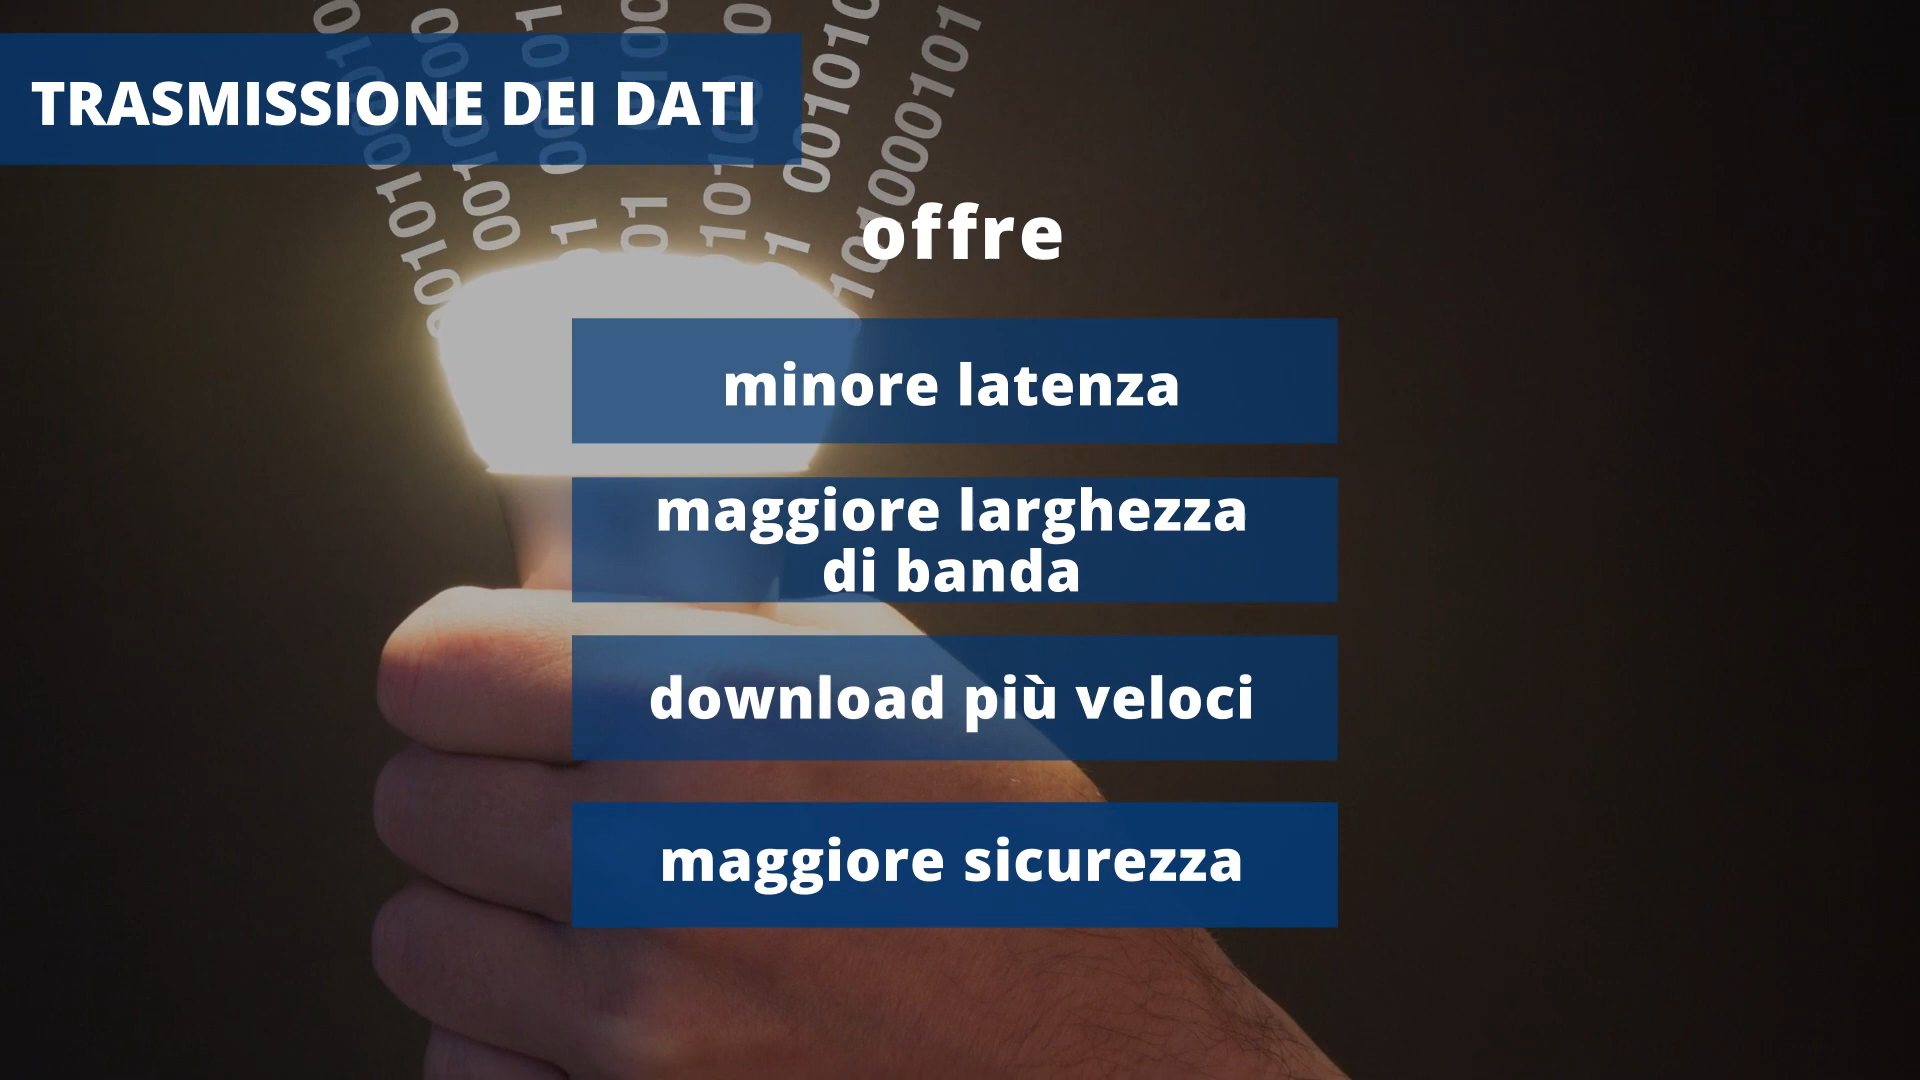 TRASMISSIONE DEI DATI
offre
minore latenza
maggiore larghezza
di banda
download più veloci
maggiore sicurezza